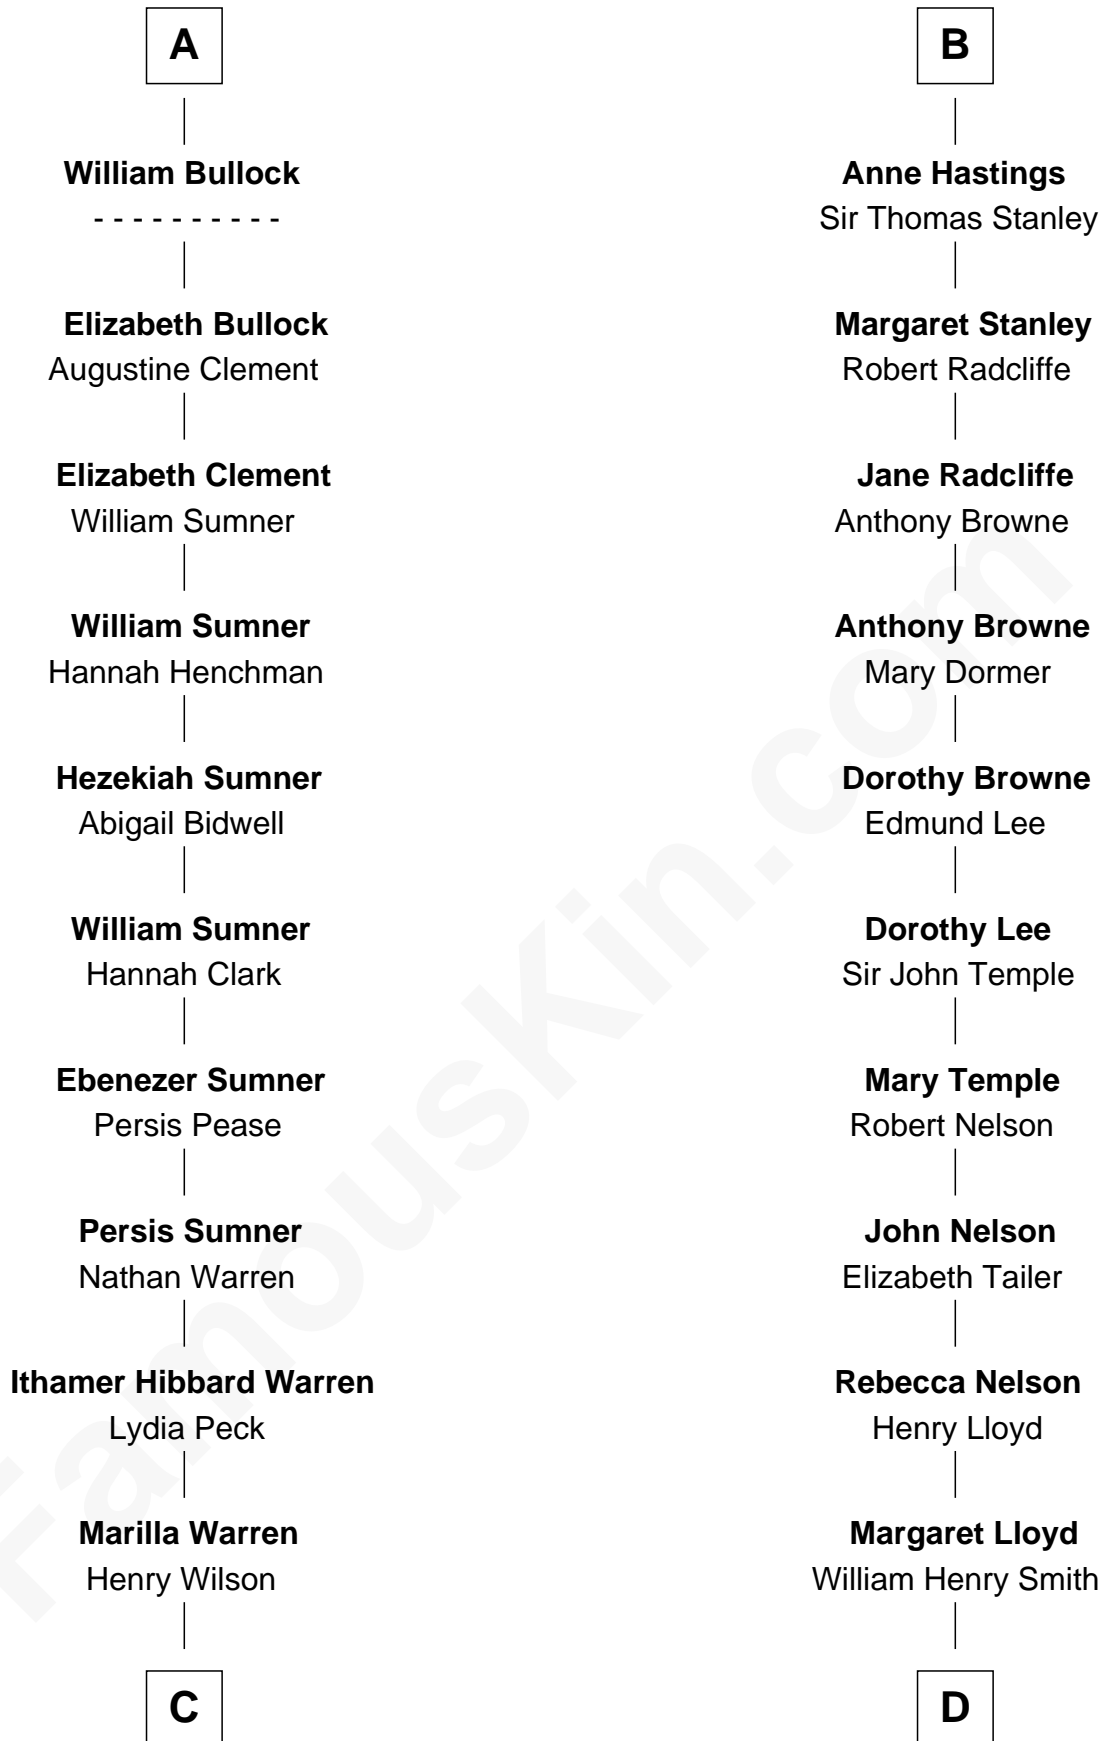 A
William Bullock
- - - - - - - - - -
Elizabeth Bullock
Augustine Clement
Elizabeth Clement
William Sumner
William Sumner
Hannah Henchman
Hezekiah Sumner
Abigail Bidwell
William Sumner
Hannah Clark
Ebenezer Sumner
Persis Pease
Persis Sumner
Nathan Warren
Ithamer Hibbard Warren
Lydia Peck
Marilla Warren
Henry Wilson
C
B
Anne Hastings
Sir Thomas Stanley
Margaret Stanley
Robert Radcliffe
Jane Radcliffe
Anthony Browne
Anthony Browne
Mary Dormer
Dorothy Browne
Edmund Lee
Dorothy Lee
Sir John Temple
Mary Temple
Robert Nelson
John Nelson
Elizabeth Tailer
Rebecca Nelson
Henry Lloyd
Margaret Lloyd
William Henry Smith
D
FamousKin.com